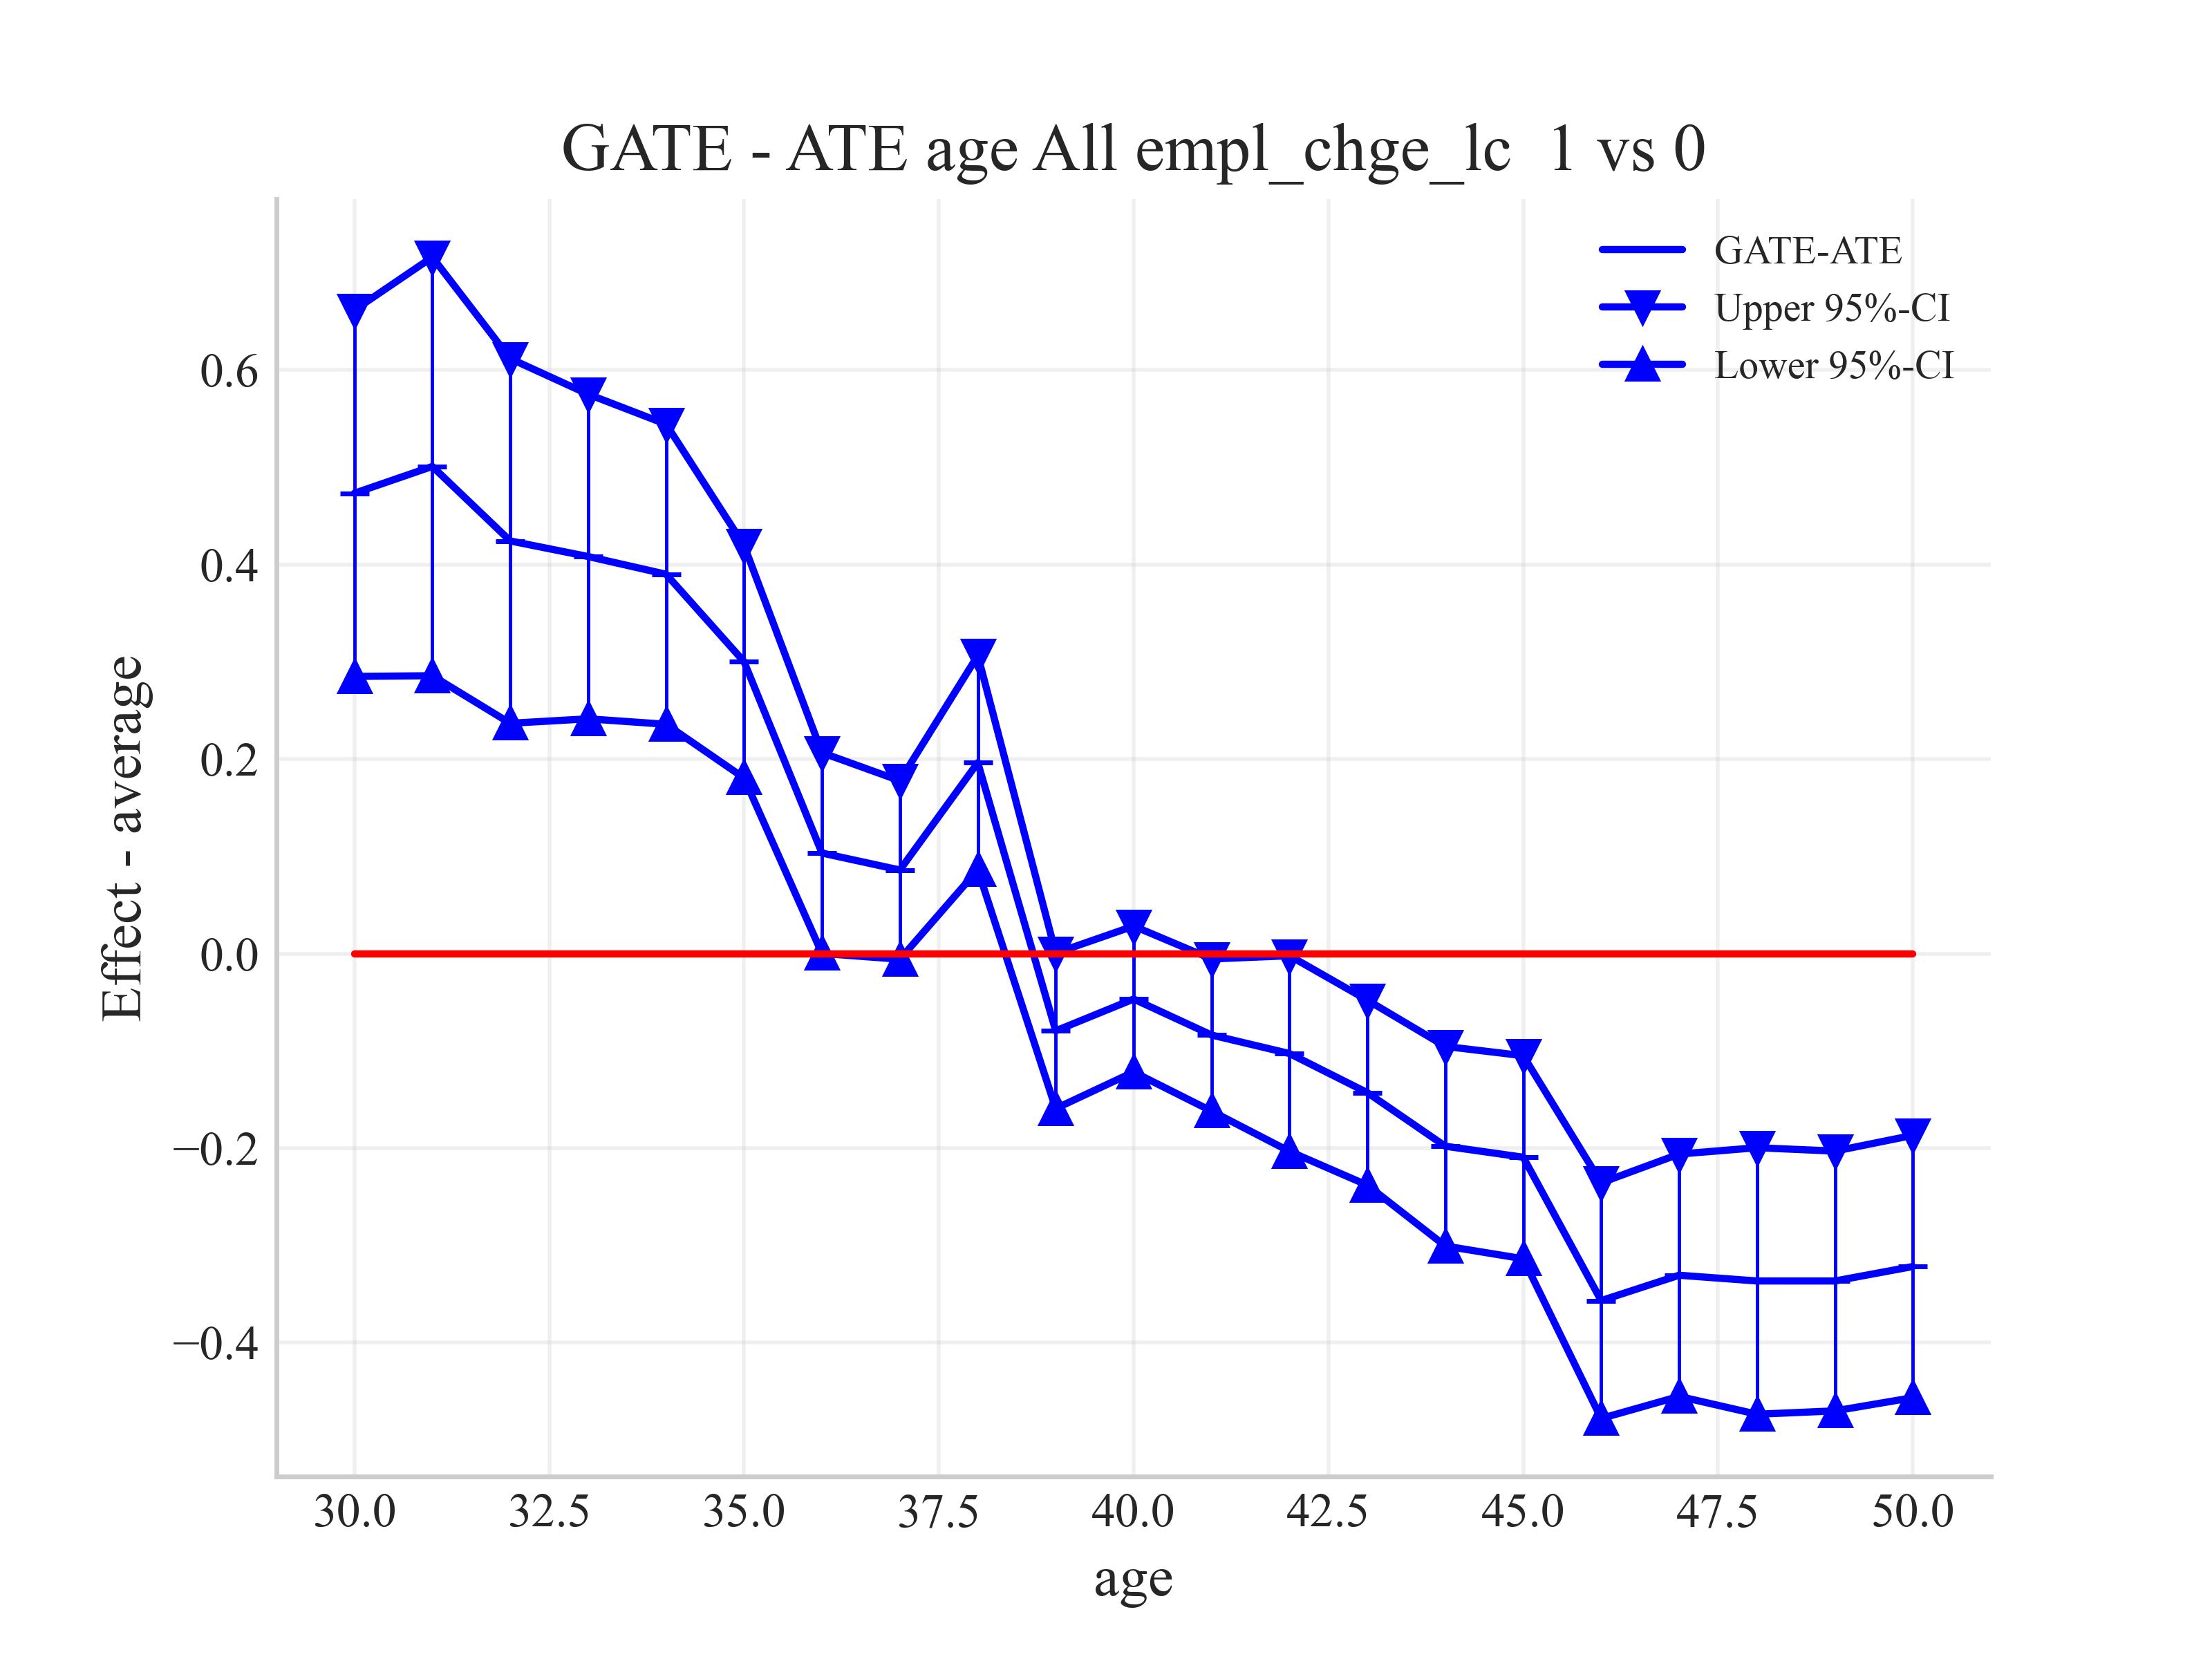 GATE - ATE age All empl_chge_lc  1 vs 0
GATE-ATE
Upper 95%-CI
Lower 95%-CI
Effect - average
0.6
0.4
0.2
0.0
−0.2
−0.4
30.0 32.5 35.0 37.5 40.0 42.5 45.0 47.5 50.0
age